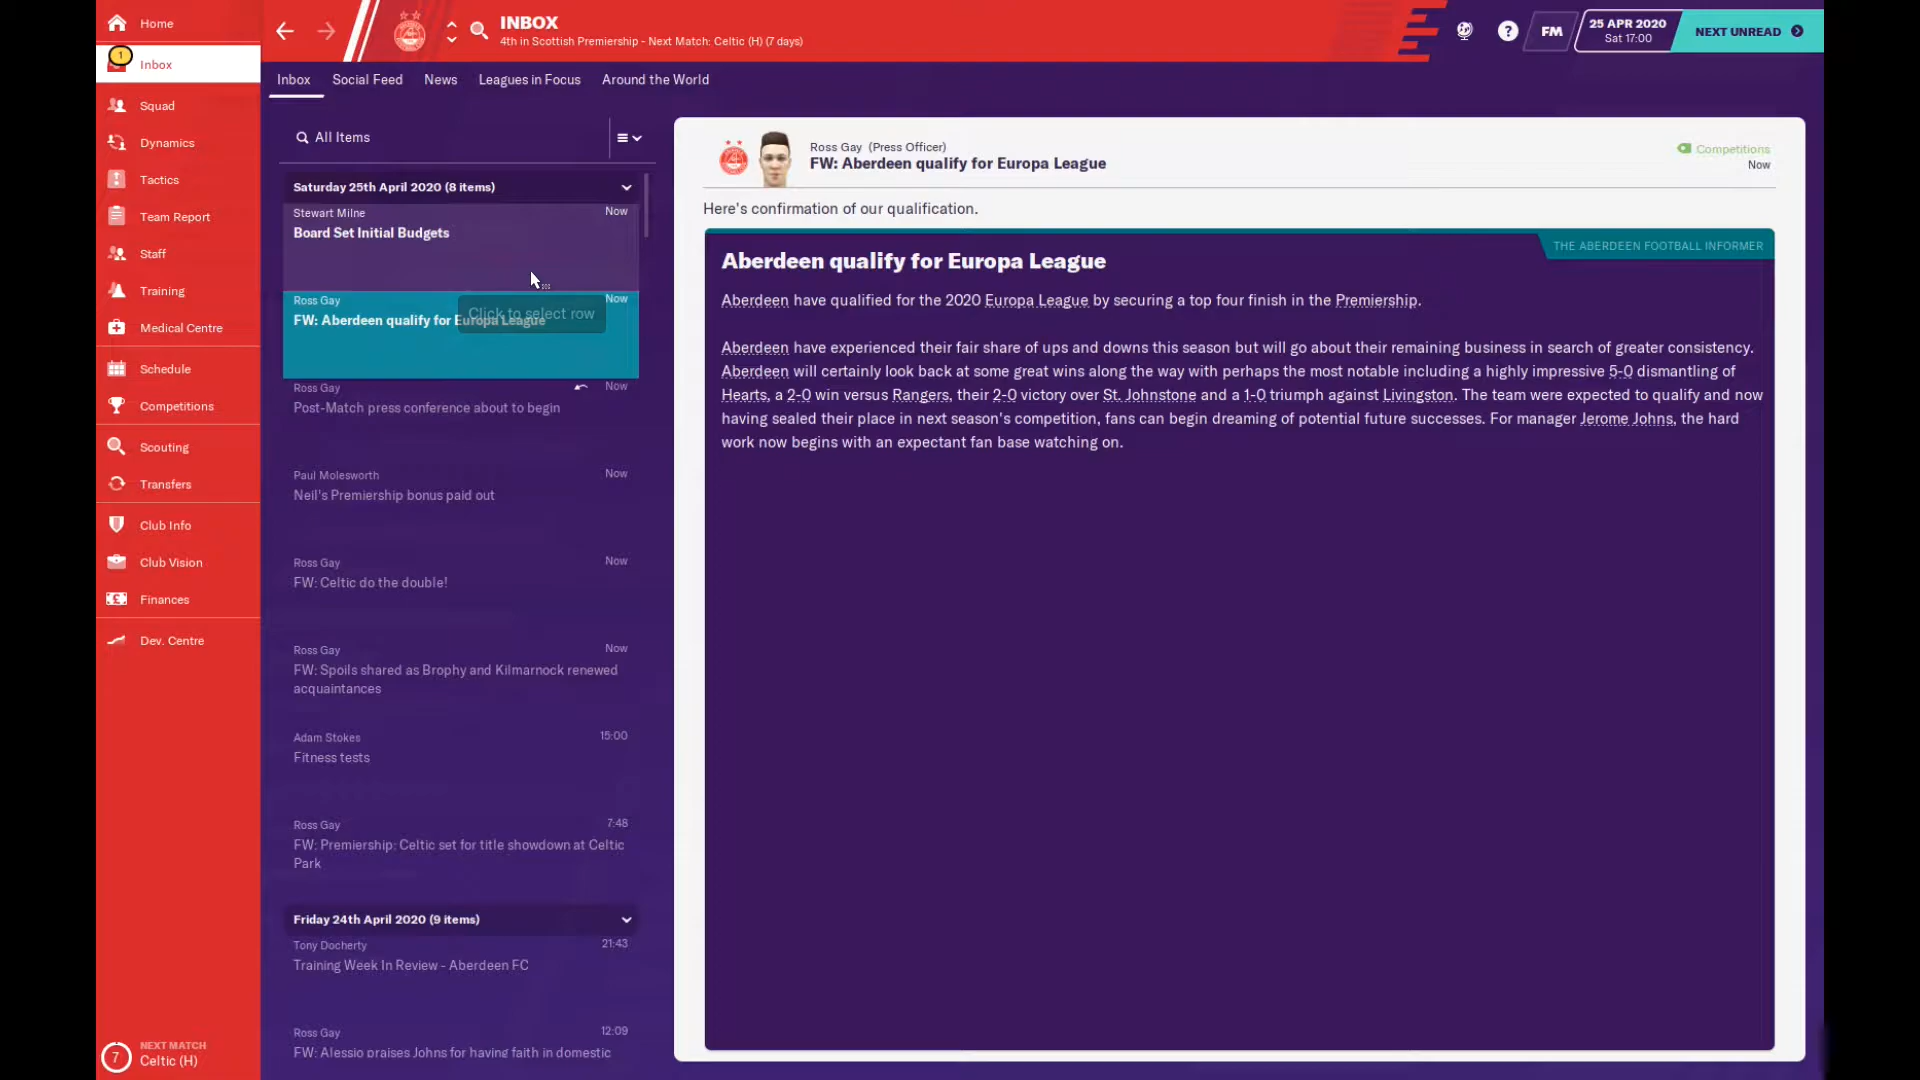 Home
1
Inbox
Squad
Dynamics
Tactics
Team Report
Staff
Training
Medical Centre
Schedule
Competitions
Scouting
Transfers
Club Info
Club Vision
Finances
Dev. Centre
7
NEXT MATCH
Celtic (H)
INBOX
4th in Scottish Premiership - Next Match: Celtic (H) (7 days)
?
FM
25 APR 2020
Sat 17:00
NEXT UNREAD
Inbox
Social Feed
News
Leagues in Focus
Around the World
All Items
Saturday 25th April 2020 (8 items)
Stewart Milne
Now
Board Set Initial Budgets
Ross Gay
Now
FW: Aberdeen qualify for Europa League
Click to select row
Ross Gay
Now
Post-Match press conference about to begin
Paul Molesworth
Now
Neil's Premiership bonus paid out
Ross Gay
Now
FW: Celtic do the double!
Ross Gay
Now
FW: Spoils shared as Brophy and Kilmarnock renewed
acquaintances
Adam Stokes
15:00
Fitness tests
Ross Gay
7:48
FW: Premiership: Celtic set for title showdown at Celtic
Park
Friday 24th April 2020 (9 items)
Tony Docherty
21:43
Training Week In Review - Aberdeen FC
Ross Gay
12:09
FW: Alessio praises Johns for having faith in domestic
Ross Gay (Press Officer)
FW: Aberdeen qualify for Europa League
Competitions
Now
Here's confirmation of our qualification.
THE ABERDEEN FOOTBALL INFORMER
Aberdeen qualify for Europa League
Aberdeen have qualified for the 2020 Europa League by securing a top four finish in the Premiership.
Aberdeen have experienced their fair share of ups and downs this season but will go about their remaining business in search of greater consistency.
Aberdeen will certainly look back at some great wins along the way with perhaps the most notable including a highly impressive 5-0 dismantling of
Hearts, a 2-0 win versus Rangers, their 2-0 victory over St. Johnstone and a 1-0 triumph against Livingston. The team were expected to qualify and now
having sealed their place in next season's competition, fans can begin dreaming of potential future successes. For manager Jerome Johns, the hard
work now begins with an expectant fan base watching on.